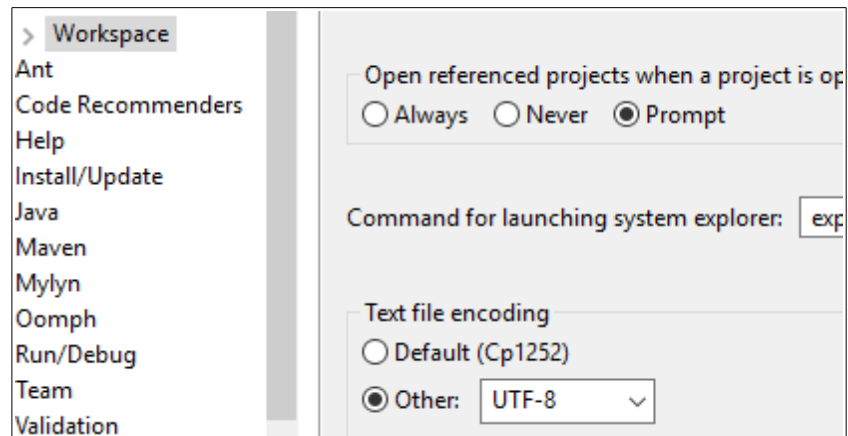 Workspace
Ant
Code Recommenders
Help
Install/Update
Java
Maven
Mylyn
Oomph
Run/Debug
Team
Validation
Open referenced projects when a project is op
Always Never Prompt
Command for launching system explorer: exp
Text file encoding
Default (Cp1252)
Other: UTF-8